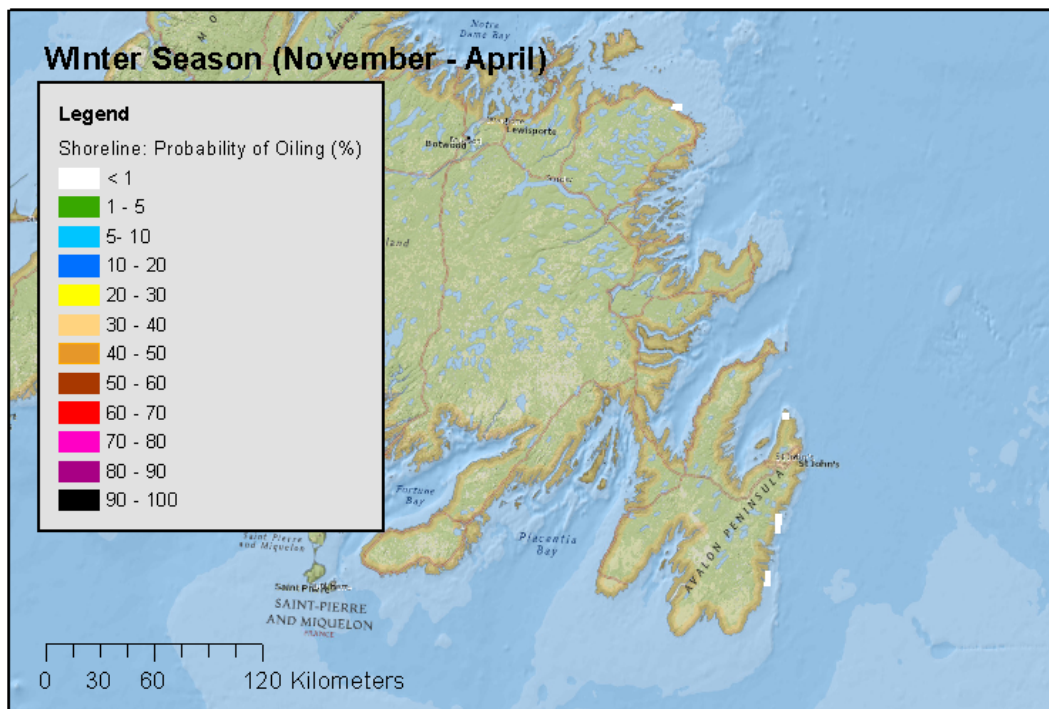 Notre
Dame Bay
WInter Season (November - April)
Legend
Shoreline: Probability of Oiling (%)
< 1
1 - 5
5- 10
10 - 20
20 - 30
30 - 40
40 - 50
50 - 60
60 - 70
70 - 80
80 - 90
90 - 100
Lewisporte
Botwood
Gander
St John's
AVALON PENINSULA
Fortune
Bay
Placentia
Bay
Saint Pierre
and Miquelon
SAINT-PIERRE
AND MIQUELON
FRANCE
0 30 60 120 Kilometers